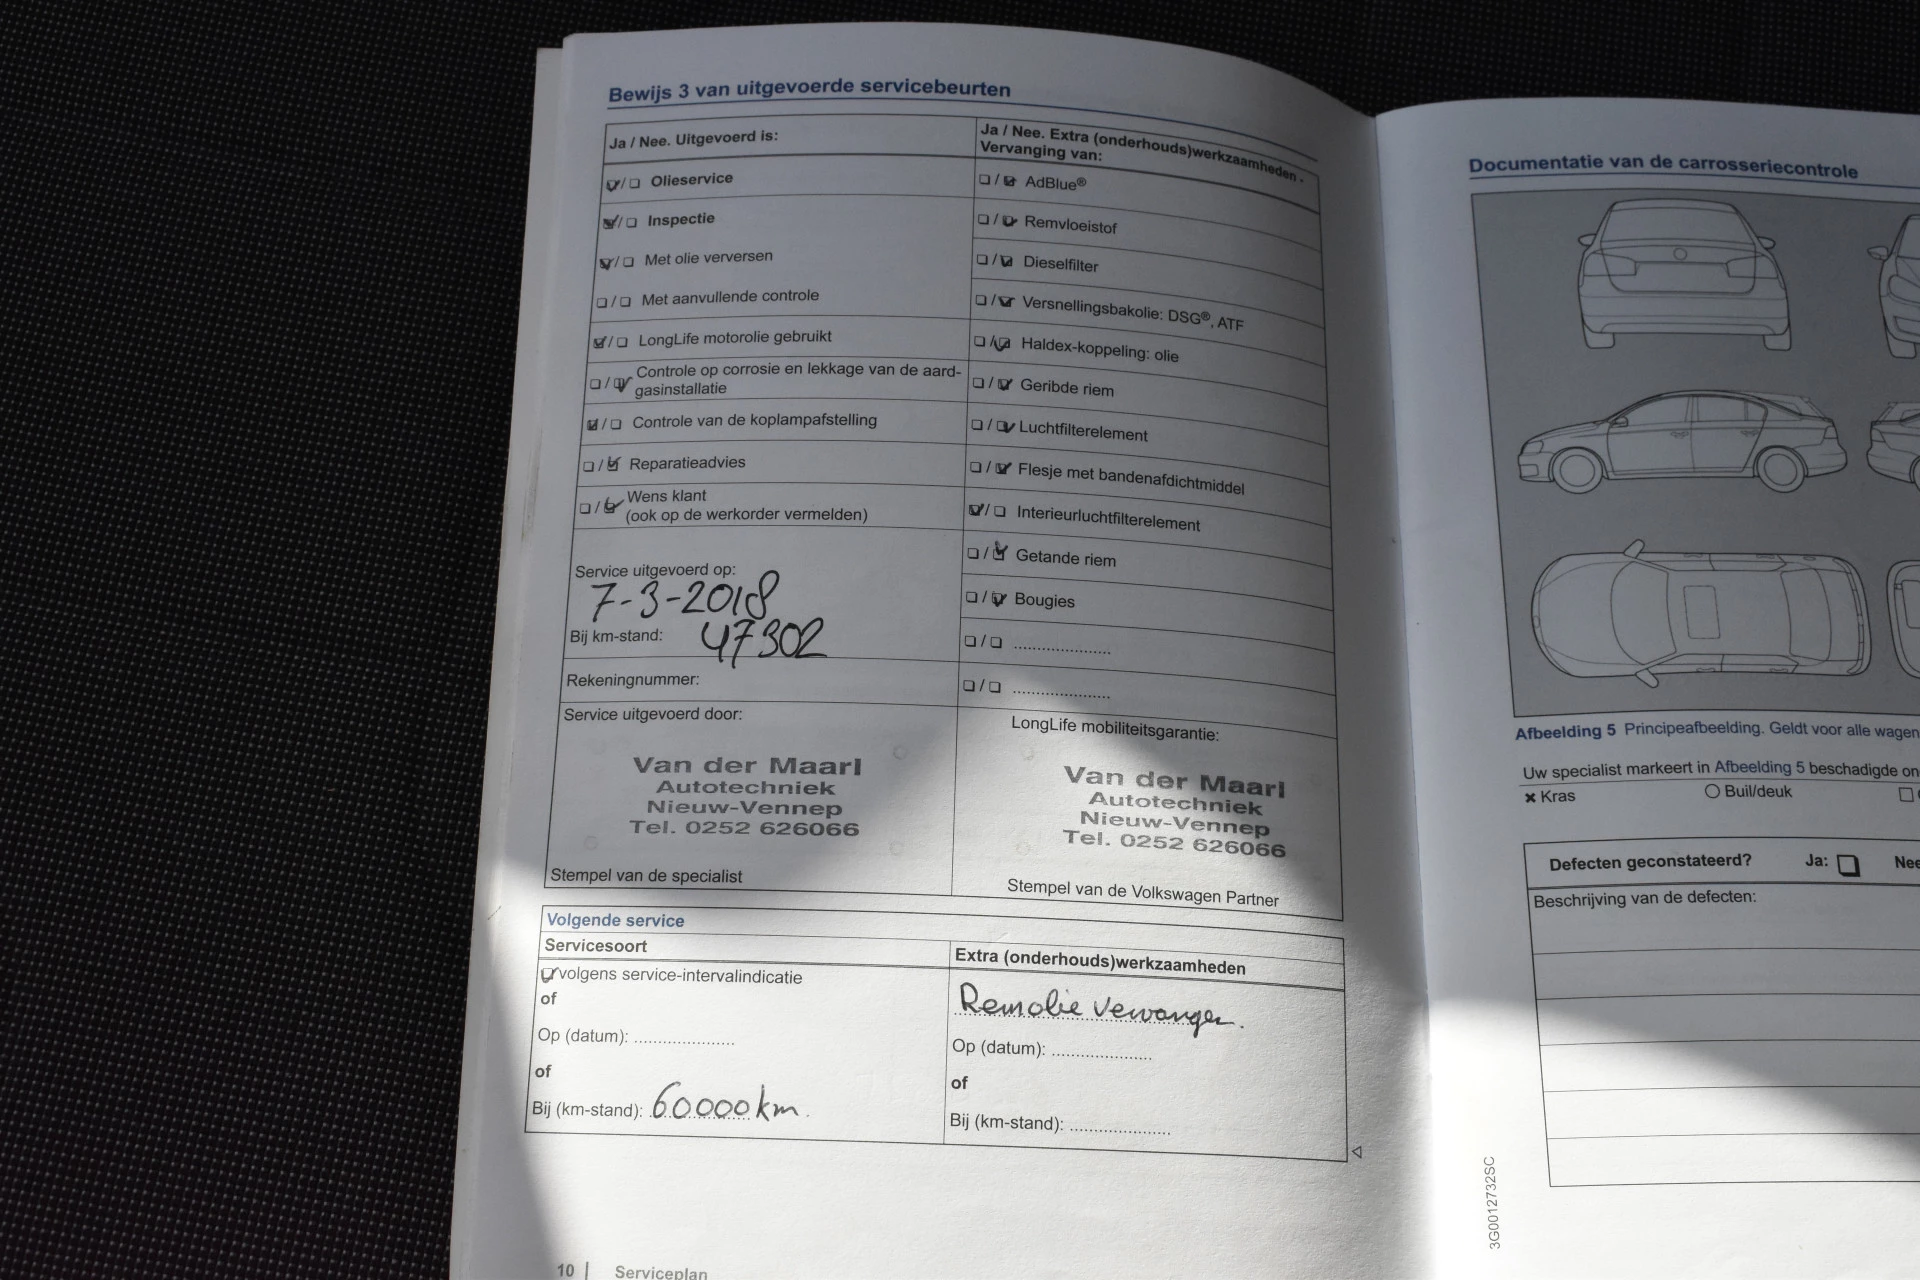 Bewijs 3 van uitgevoerde servicebeurten
Ja / Nee. Uitgevoerd is:
Olieservice
Inspectie
Met olie verversen
Met aanvullende controle
LongLife motorolie gebruikt
Controle op corrosie en lekkage van de aard-
gasinstallatie
Controle van de koplampafstelling
Reparatieadvies
Wens klant
(ook op de werkorder vermelden)
Service uitgevoerd op:
7-3-2018
Bij km-stand: 47302
Rekeningnummer:
Service uitgevoerd door:
Van der Maarl
Autotechniek
Nieuw-Vennep
Tel. 0252 626066
Stempel van de specialist
Ja / Nee. Extra (onderhouds)werkzaamheden -
Vervanging van:
AdBlue®
Remvloeistof
Dieselfilter
Versnellingsbakolie: DSG®, ATF
Haldex-koppeling: olie
Geribde riem
Luchtfilterelement
Flesje met bandenafdichtmiddel
Interieurluchtfilterelement
Getande riem
Bougies
LongLife mobiliteitsgarantie:
Van der Maarl
Autotechniek
Nieuw-Vennep
Tel. 0252 626066
Stempel van de Volkswagen Partner
Volgende service
Servicesoort
volgens service-intervalindicatie
of
Op (datum): ....................
of
Bij (km-stand): 60000 km.
Extra (onderhouds)werkzaamheden
Remolie vervangen.
Op (datum): ....................
of
Bij (km-stand): ....................
10 | Serviceplan
Documentatie van de carrosseriecontrole
Afbeelding 5 Principeafbeelding. Geldt voor alle wagen
Uw specialist markeert in Afbeelding 5 beschadigde
Kras
Buil/deuk
Defecten geconstateerd? Ja:
Beschrijving van de defecten:
3G0012732SC